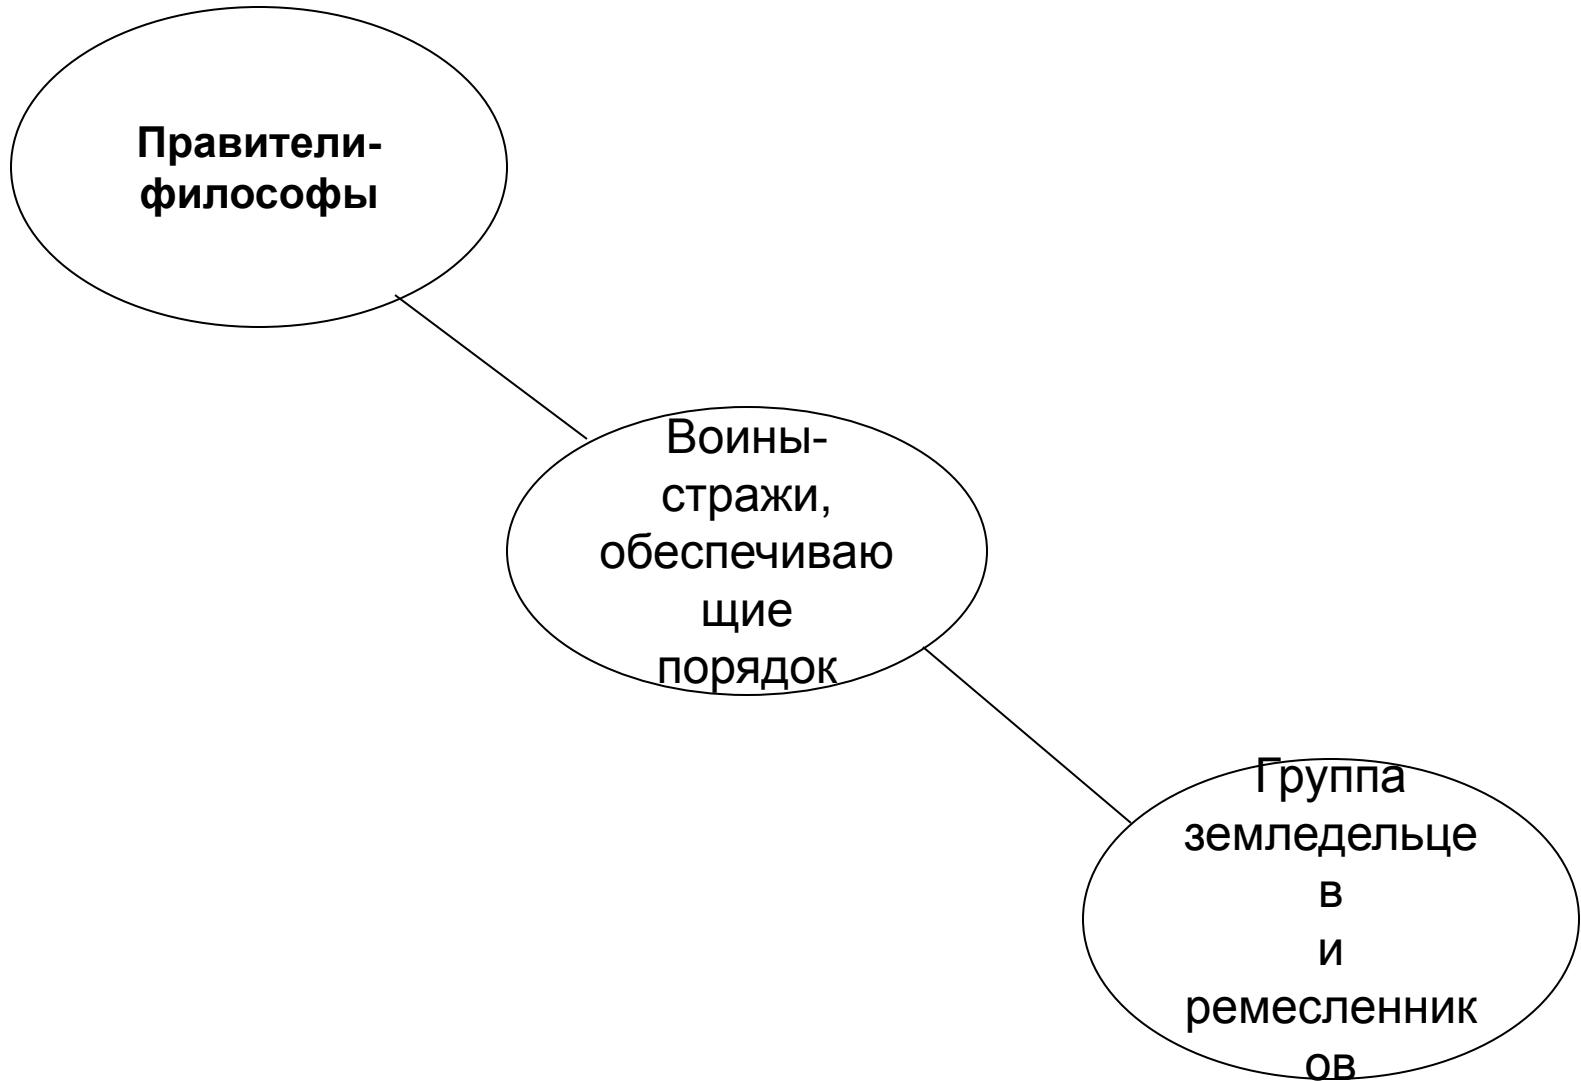 Правители-
философы
Воины-
стражи,
обеспечиваю
щие
порядок
Группа
земледельце
в
и
ремесленник
ов